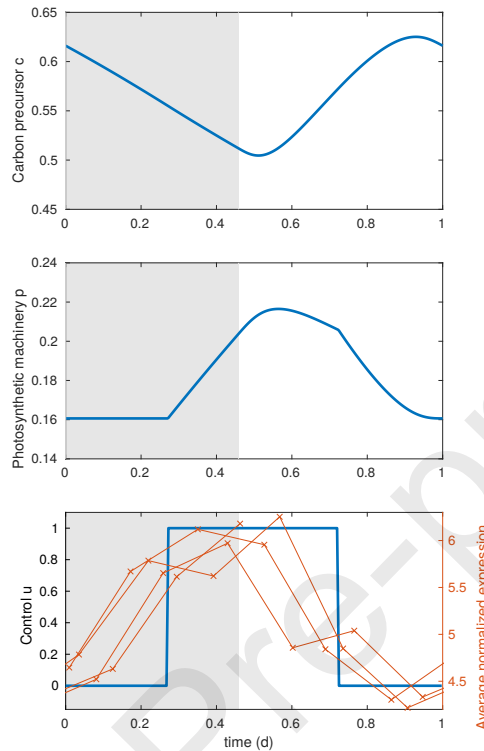 0.65
0.6
0.55
0.5
0.45
Carbon precursor c
0 0.2 0.4 0.6 0.8 1
0.24
0.22
0.2
0.18
0.16
0.14
Photosynthetic machinery p
0 0.2 0.4 0.6 0.8 1
1
0.8
0.6
0.4
0.2
0
Control u
6
5.5
5
4.5
Average normalized expression
0 0.2 0.4 0.6 0.8 1
time (d)
Pre-p